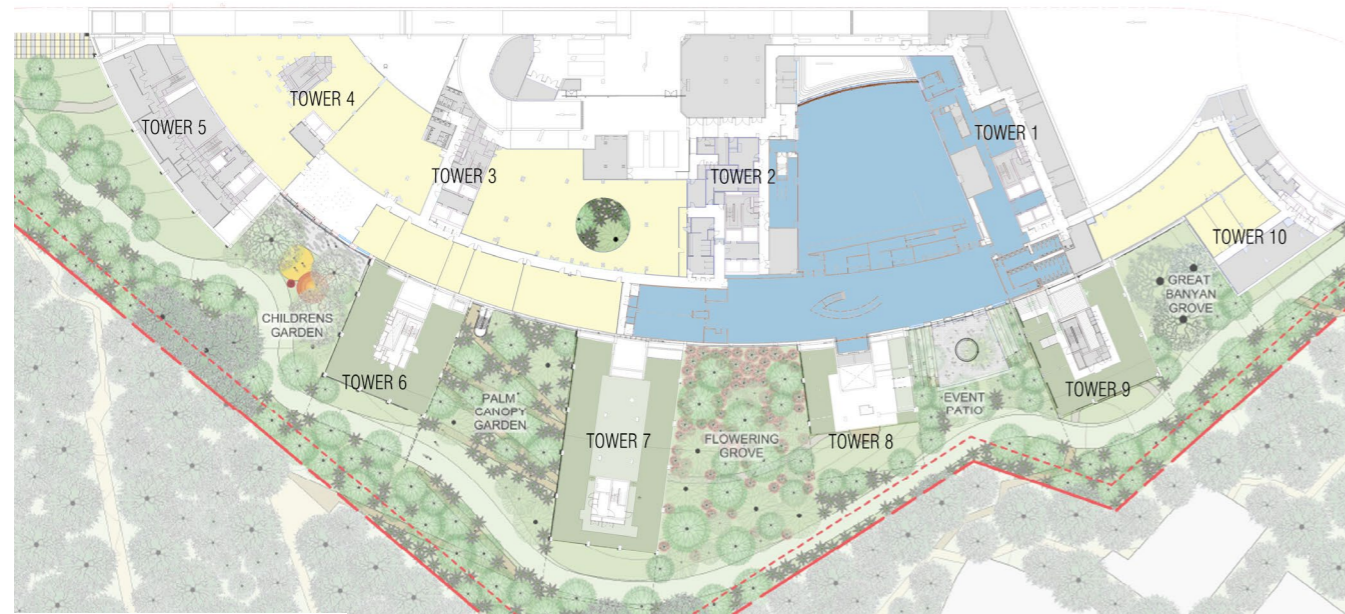 TOWER 4
TOWER 5
TOWER 3
TOWER 2
TOWER 1
TOWER 10
GREAT
BANYAN
GROVE
CHILDRENS
GARDEN
TOWER 6
PALM
CANOPY
GARDEN
TOWER 7
FLOWERING
GROVE
TOWER 8
EVENT
PATIO
TOWER 9